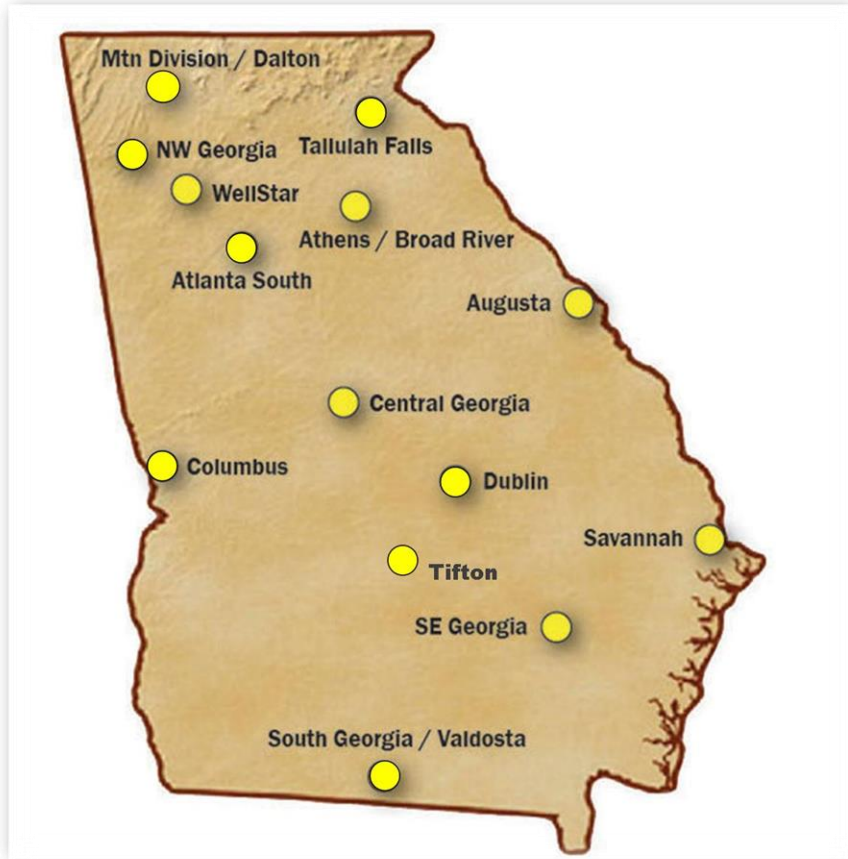 Mtn Division / Dalton
Tallulah Falls
NW Georgia
WellStar
Athens / Broad River
Atlanta South
Augusta
Central Georgia
Columbus
Dublin
Savannah
Tifton
SE Georgia
South Georgia / Valdosta